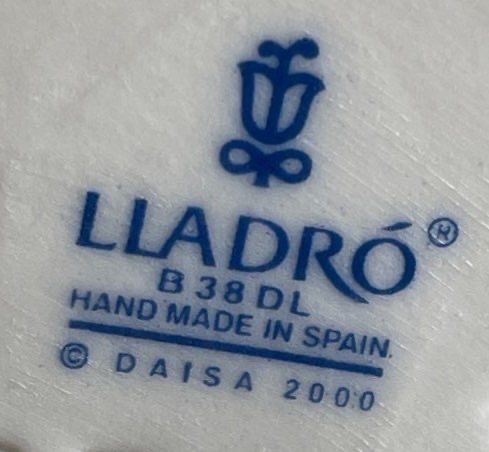 LLADRÓ®
B 38 DL
HAND MADE IN SPAIN.
© DAISA 2000